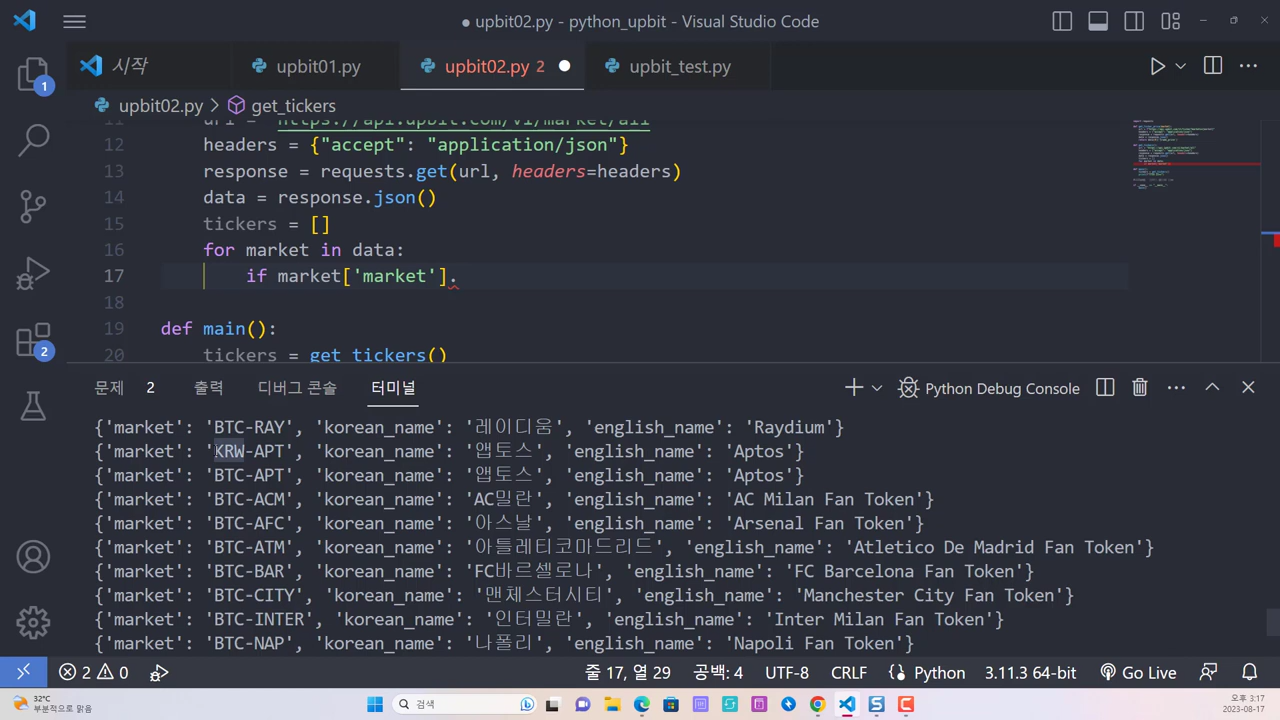 upbit02.py - python_upbit - Visual Studio Code
시작
upbit01.py
upbit02.py 2
upbit_test.py
upbit02.py > get_tickers
11 url = "https://api.upbit.com/v1/market/all"
12 headers = {"accept": "application/json"}
13 response = requests.get(url, headers=headers)
14 data = response.json()
15 tickers = []
16 for market in data:
17 if market['market'].
18
19 def main():
20 tickers = get_tickers()
문제 2 출력 디버그 콘솔 터미널 Python Debug Console
{'market': 'BTC-RAY', 'korean_name': '레이디움', 'english_name': 'Raydium'}
{'market': 'KRW-APT', 'korean_name': '앱토스', 'english_name': 'Aptos'}
{'market': 'BTC-APT', 'korean_name': '앱토스', 'english_name': 'Aptos'}
{'market': 'BTC-ACM', 'korean_name': 'AC밀란', 'english_name': 'AC Milan Fan Token'}
{'market': 'BTC-AFC', 'korean_name': '아스날', 'english_name': 'Arsenal Fan Token'}
{'market': 'BTC-ATM', 'korean_name': '아틀레티코마드리드', 'english_name': 'Atletico De Madrid Fan Token'}
{'market': 'BTC-BAR', 'korean_name': 'FC바르셀로나', 'english_name': 'FC Barcelona Fan Token'}
{'market': 'BTC-CITY', 'korean_name': '맨체스터시티', 'english_name': 'Manchester City Fan Token'}
{'market': 'BTC-INTER', 'korean_name': '인터밀란', 'english_name': 'Inter Milan Fan Token'}
{'market': 'BTC-NAP', 'korean_name': '나폴리', 'english_name': 'Napoli Fan Token'}
1
2
2 0 줄 17, 열 29 공백: 4 UTF-8 CRLF Python 3.11.3 64-bit Go Live
32°C
부분적으로 맑음
검색
오후 3:17
2023-08-17